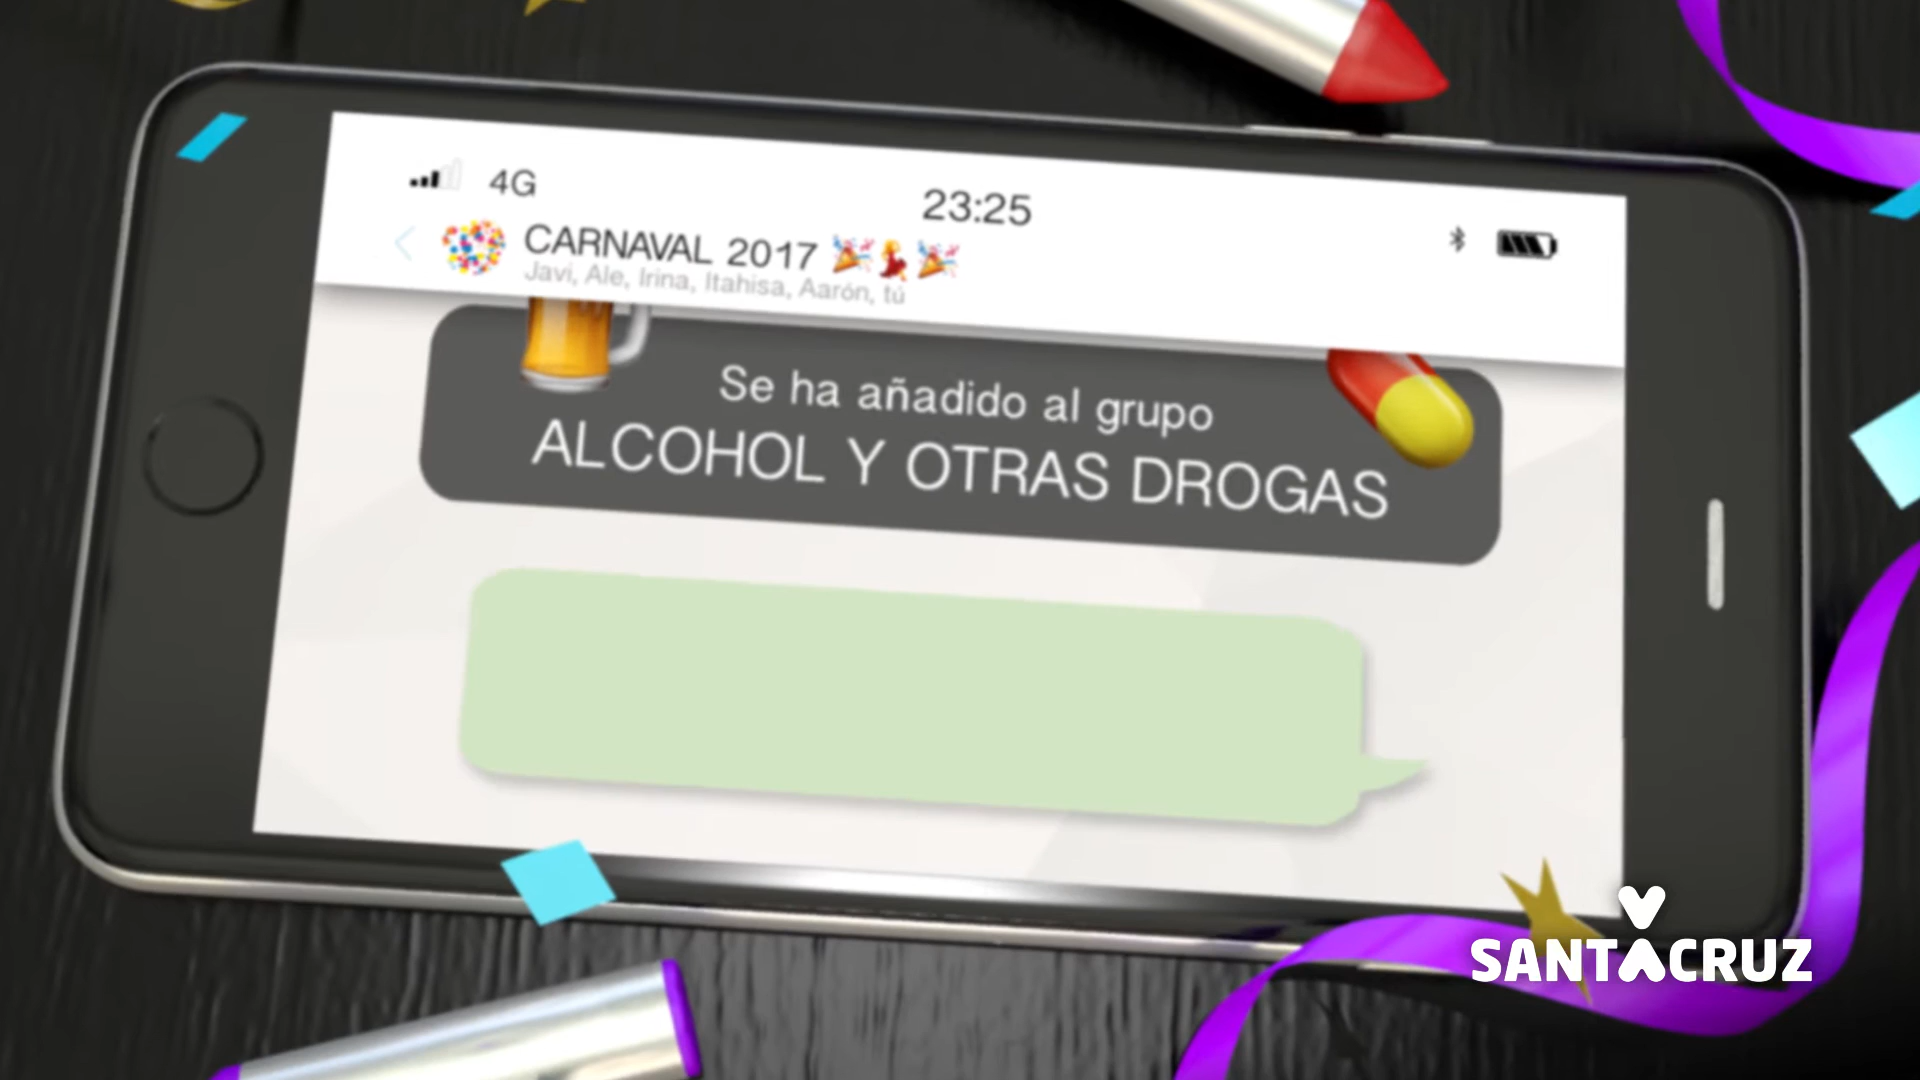 4G
23:25
CARNAVAL 2017
Javi, Ale, Irina, Itahisa, Aarón, tú
Se ha añadido al grupo
ALCOHOL Y OTRAS DROGAS
SANTACRUZ